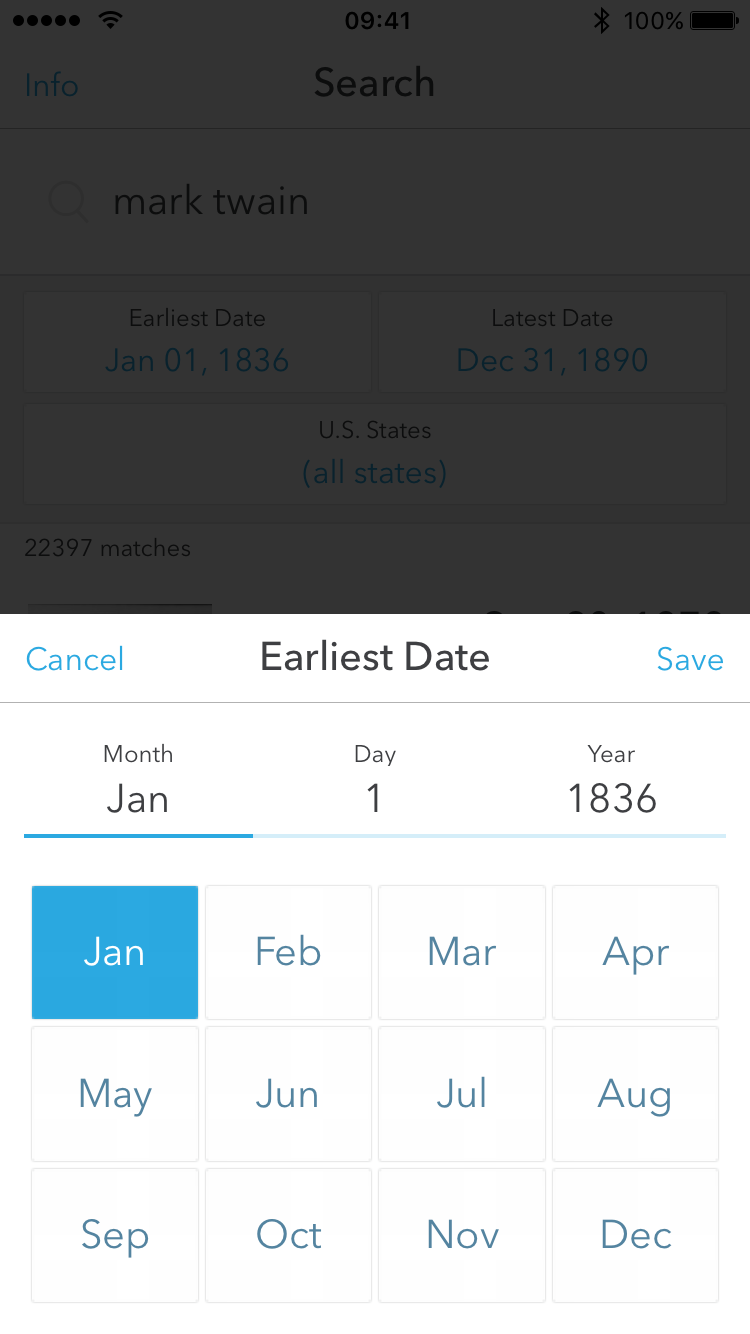 09:41 100%
Info Search
mark twain
Earliest Date Latest Date
Jan 01, 1836 Dec 31, 1890
U.S. States
(all states)
22397 matches
Cancel Earliest Date Save
Month Day Year
Jan 1 1836
Jan Feb Mar Apr
May Jun Jul Aug
Sep Oct Nov Dec